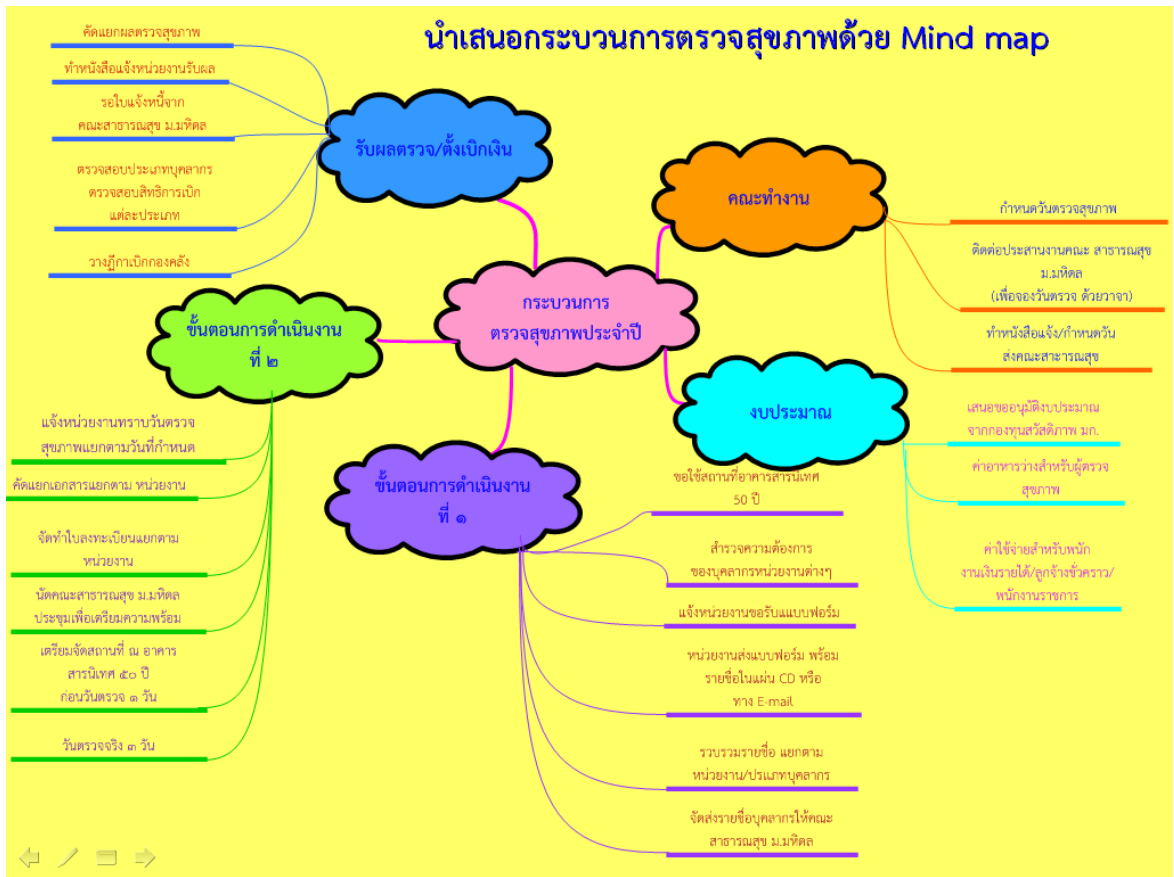 นำเสนอกระบวนการตรวจสุขภาพด้วย Mind map
กระบวนการ
ตรวจสุขภาพประจำปี
คณะทำงาน
กำหนดวันตรวจสุขภาพ
ติดต่อประสานงานคณะ สาธารณสุข
ม.มหิดล
(เพื่อจองวันตรวจ ด้วยวาจา)
ทำหนังสือแจ้ง/กำหนดวัน
ส่งคณะสาะารณสุข
งบประมาณ
เสนอขออนุมัติงบประมาณ
จากกองทุนสวัสดิภาพ มก.
ค่าอาหารว่างสำหรับผู้ตรวจ
สุขภาพ
ค่าใช้จ่ายสำหรับพนัก
งานเงินรายได้/ลูกจ้างชั่วคราว/
พนักงานราชการ
ขั้นตอนการดำเนินงาน
ที่ ๑
ขอใช้สถานที่อาคารสารนิเทศ
50 ปี
สำรวจความต้องการ
ของบุคลากรหน่วยงานต่างๆ
แจ้งหน่วยงานขอรับแแบบฟอร์ม
หน่วยงานส่งแบบฟอร์ม พร้อม
รายชื่อในแผ่น CD หรือ
ทาง E-mail
รวบรวมรายชื่อ แยกตาม
หน่วยงาน/ปรแภทบุคลากร
จัดส่งรายชื่อบุคลากรให้คณะ
สาธารณสุข ม.มหิดล
ขั้นตอนการดำเนินงาน
ที่ ๒
แจ้งหน่วยงานทราบวันตรวจ
สุขภาพแยกตามวันที่กำหนด
คัดแยกเอกสารแยกตาม หน่วยงาน
จัดทำใบลงทะเบียนแยกตาม
หน่วยงาน
นัดคณะสาธารณสุข ม.มหิดล
ประชุมเพื่อเตรียมความพร้อม
เตรียมจัดสถานที่ ณ อาคาร
สารนิเทศ ๕๐ ปี
ก่อนวันตรวจ ๑ วัน
วันตรวจจริง ๓ วัน
รับผลตรวจ/ตั้งเบิกเงิน
คัดแยกผลตรวจสุขภาพ
ทำหนังสือแจ้งหน่วยงานรับผล
รอใบแจ้งหนี้จาก
คณะสาธารณสุข ม.มหิดล
ตรวจสอบประเภทบุคลากร
ตรวจสอบสิทธิการเบิก
แต่ละประเภท
วางฎีกาเบิกกองคลัง